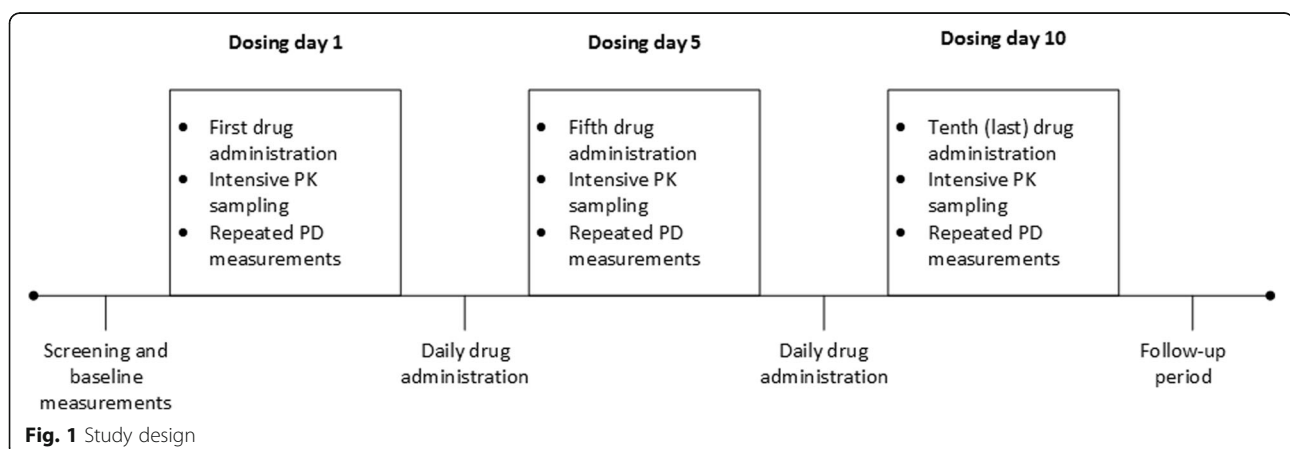 Dosing day 1
Dosing day 5
Dosing day 10
• First drug
administration
• Intensive PK
sampling
• Repeated PD
measurements
• Fifth drug
administration
• Intensive PK
sampling
• Repeated PD
measurements
• Tenth (last) drug
administration
• Intensive PK
sampling
• Repeated PD
measurements
Screening and
baseline
measurements
Daily drug
administration
Daily drug
administration
Follow-up
period
Fig. 1 Study design